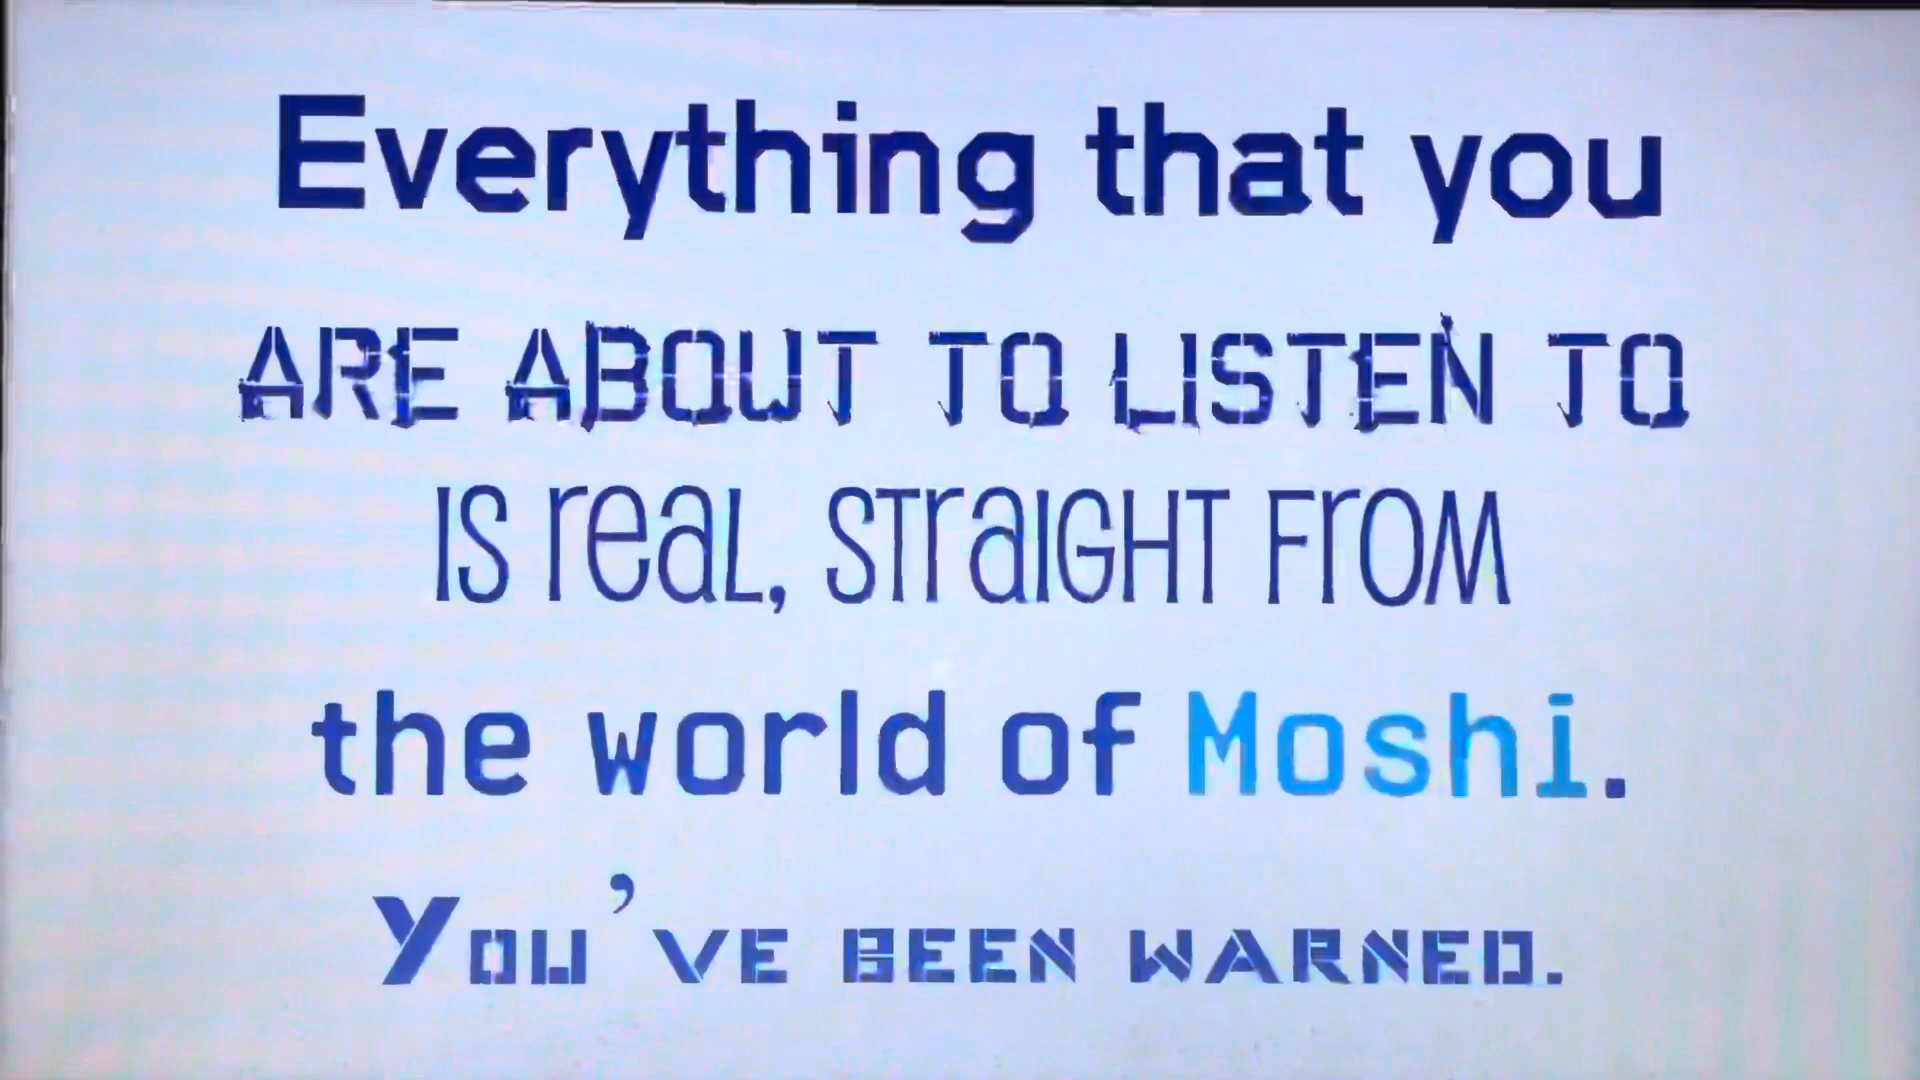 Everything that you
ARE ABOUT TO LISTEN TO
IS reaL, STraIGHT FrOM
the world of Moshi.
YOU'VE BEEN WARNED.